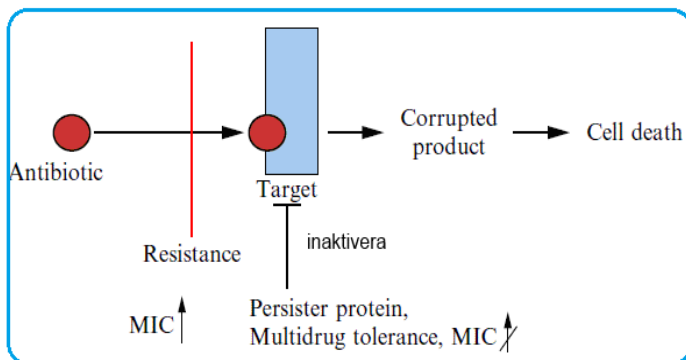 Antibiotic
Target
Corrupted
product
Cell death
Resistance
inaktivera
MIC
Persister protein,
Multidrug tolerance, MIC